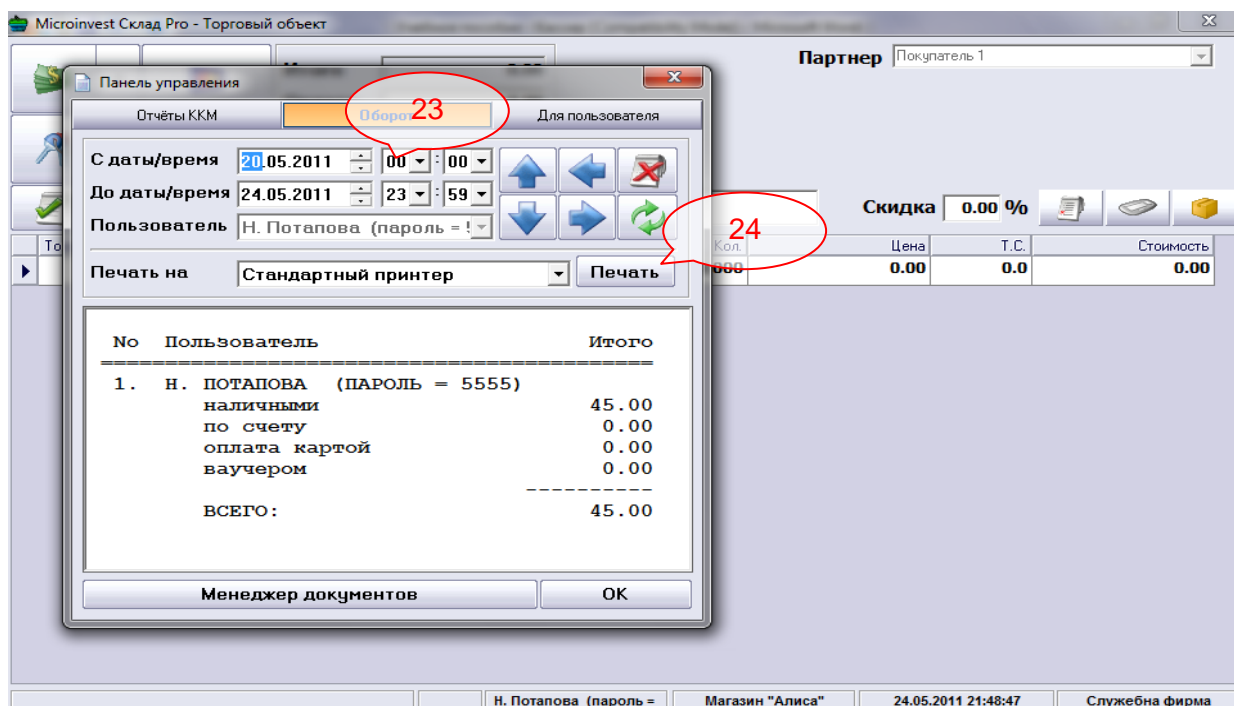 Microinvest Склад Pro - Торговый объект
Партнер Покупатель 1
Панель управления
Отчёты ККМ Оборот 23 Для пользователя
С даты/время 20.05.2011 00 : 00
До даты/время 24.05.2011 23 : 59
Пользователь Н. Потапова (пароль = !
Скидка 0.00 %
24
Кол. Цена Т.С. Стоимость
Печать на Стандартный принтер Печать
0.00 0.0 0.00
No Пользователь Итого
1. Н. ПОТАПОВА (ПАРОЛЬ = 5555)
наличными 45.00
по счету 0.00
оплата картой 0.00
ваучером 0.00
ВСЕГО: 45.00
Менеджер документов OK
Н. Потапова (пароль = Магазин "Алиса" 24.05.2011 21:48:47 Служебна фирма